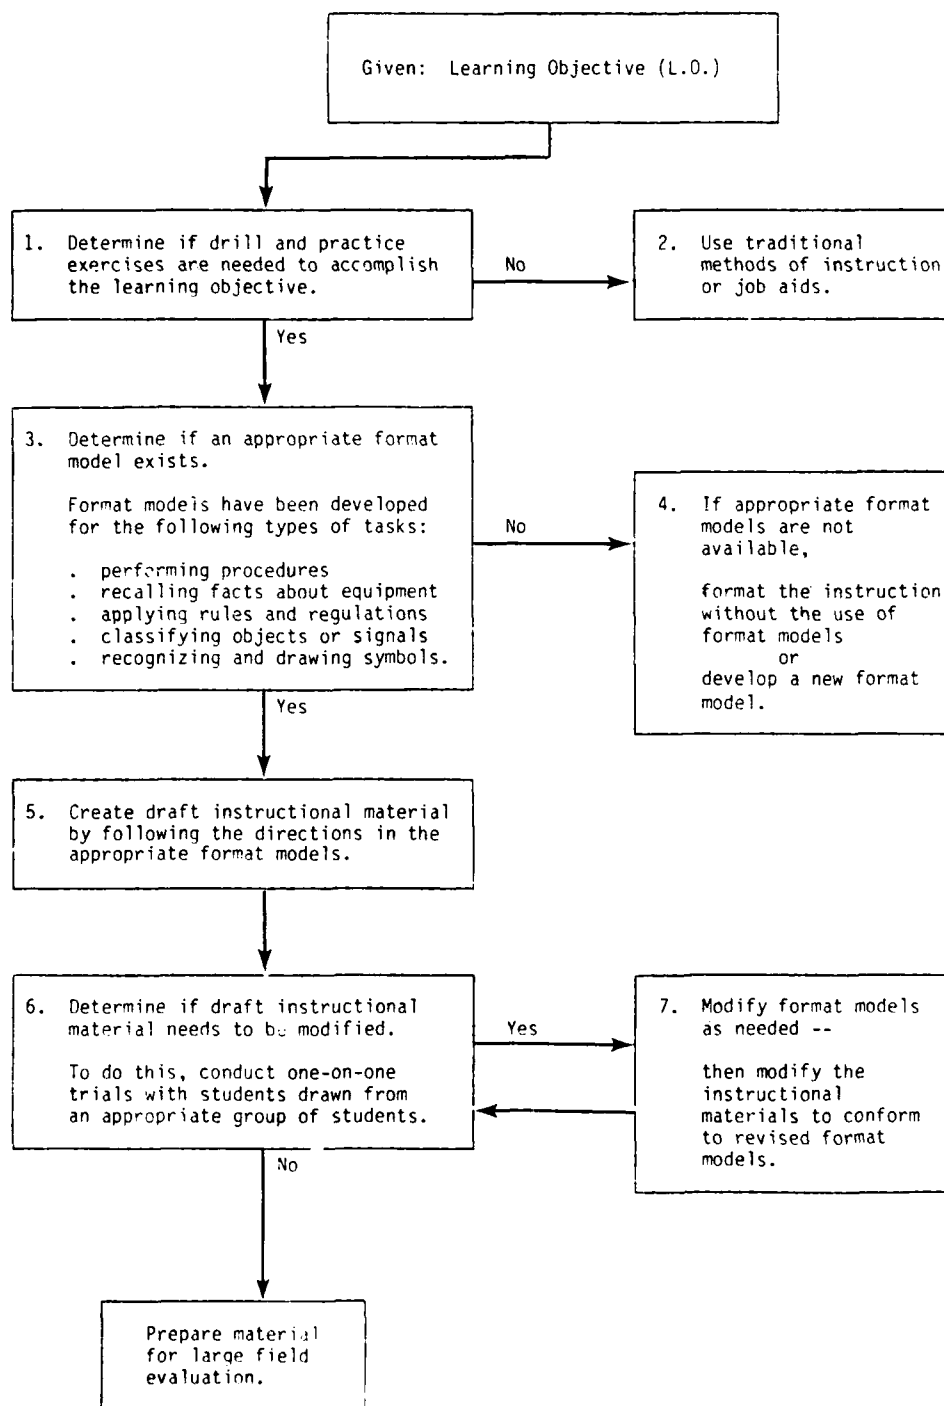 Given: Learning Objective (L.O.)
1. Determine if drill and practice
exercises are needed to accomplish
the learning objective.
No
2. Use traditional
methods of instruction
or job aids.
Yes
3. Determine if an appropriate format
model exists.
Format models have been developed
for the following types of tasks:
. performing procedures
. recalling facts about equipment
. applying rules and regulations
. classifying objects or signals
. recognizing and drawing symbols.
No
4. If appropriate format
models are not
available,
format the instruction
without the use of
format models
or
develop a new format
model.
Yes
5. Create draft instructional material
by following the directions in the
appropriate format models.
6. Determine if draft instructional
material needs to be modified.
To do this, conduct one-on-one
trials with students drawn from
an appropriate group of students.
Yes
7. Modify format models
as needed --
then modify the
instructional
materials to conform
to revised format
models.
No
Prepare material
for large field
evaluation.